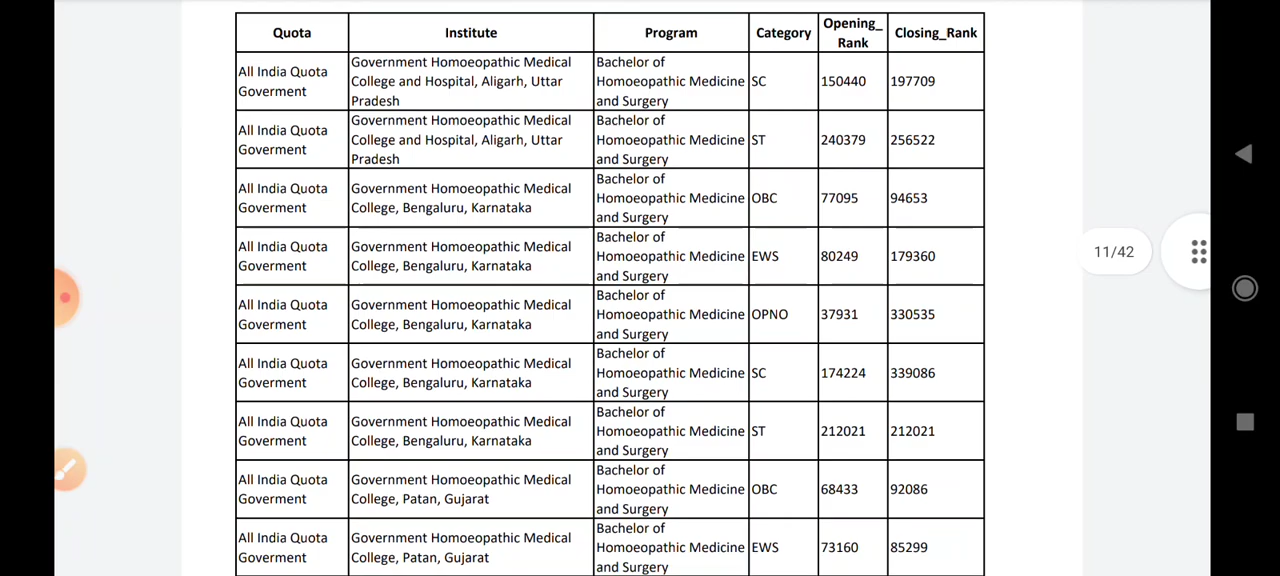 Quota Institute Program Category Opening_ Closing_Rank
Rank
All India Quota
Goverment
Government Homoeopathic Medical
College and Hospital, Aligarh, Uttar
Pradesh
Bachelor of
Homoeopathic Medicine
and Surgery
SC
150440
197709
All India Quota
Goverment
Government Homoeopathic Medical
College and Hospital, Aligarh, Uttar
Pradesh
Bachelor of
Homoeopathic Medicine
and Surgery
ST
240379
256522
All India Quota
Goverment
Government Homoeopathic Medical
College, Bengaluru, Karnataka
Bachelor of
Homoeopathic Medicine
and Surgery
OBC
77095
94653
All India Quota
Goverment
Government Homoeopathic Medical
College, Bengaluru, Karnataka
Bachelor of
Homoeopathic Medicine
and Surgery
EWS
80249
179360
11/42
All India Quota
Goverment
Government Homoeopathic Medical
College, Bengaluru, Karnataka
Bachelor of
Homoeopathic Medicine
and Surgery
OPNO
37931
330535
All India Quota
Goverment
Government Homoeopathic Medical
College, Bengaluru, Karnataka
Bachelor of
Homoeopathic Medicine
and Surgery
SC
174224
339086
All India Quota
Goverment
Government Homoeopathic Medical
College, Bengaluru, Karnataka
Bachelor of
Homoeopathic Medicine
and Surgery
ST
212021
212021
All India Quota
Goverment
Government Homoeopathic Medical
College, Patan, Gujarat
Bachelor of
Homoeopathic Medicine
and Surgery
OBC
68433
92086
All India Quota
Goverment
Government Homoeopathic Medical
College, Patan, Gujarat
Bachelor of
Homoeopathic Medicine
and Surgery
EWS
73160
85299